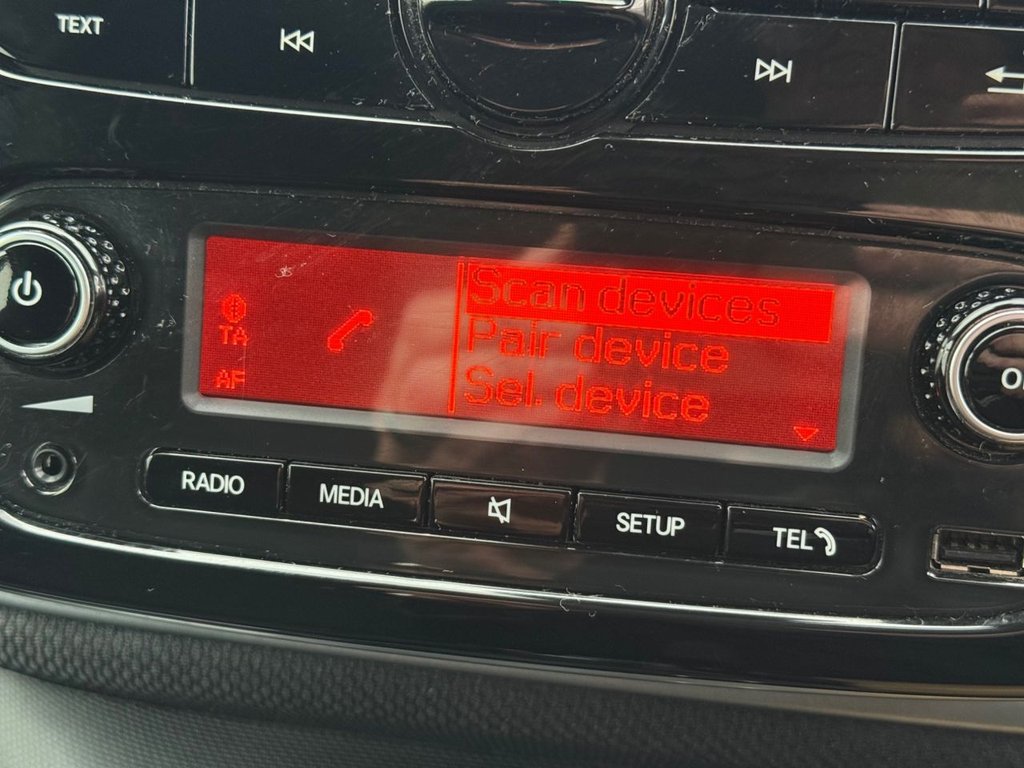 TEXT
Scan devices
Pair device
Sel. device
TA
AF
RADIO
MEDIA
SETUP
TEL